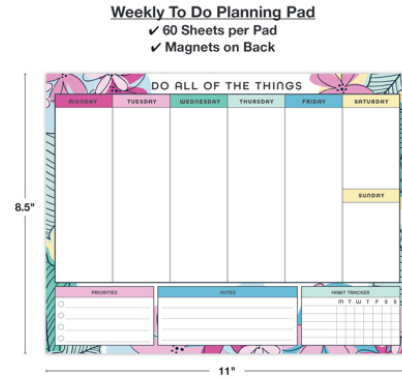 Weekly To Do Planning Pad
✔ 60 Sheets per Pad
✔ Magnets on Back
DO ALL OF THE THINGS
MONDAY TUESDAY WEDNESDAY THURSDAY FRIDAY SATURDAY
SUNDAY
8.5"
PRIORITIES NOTES HABIT TRACKER
M T W T F S S
11"